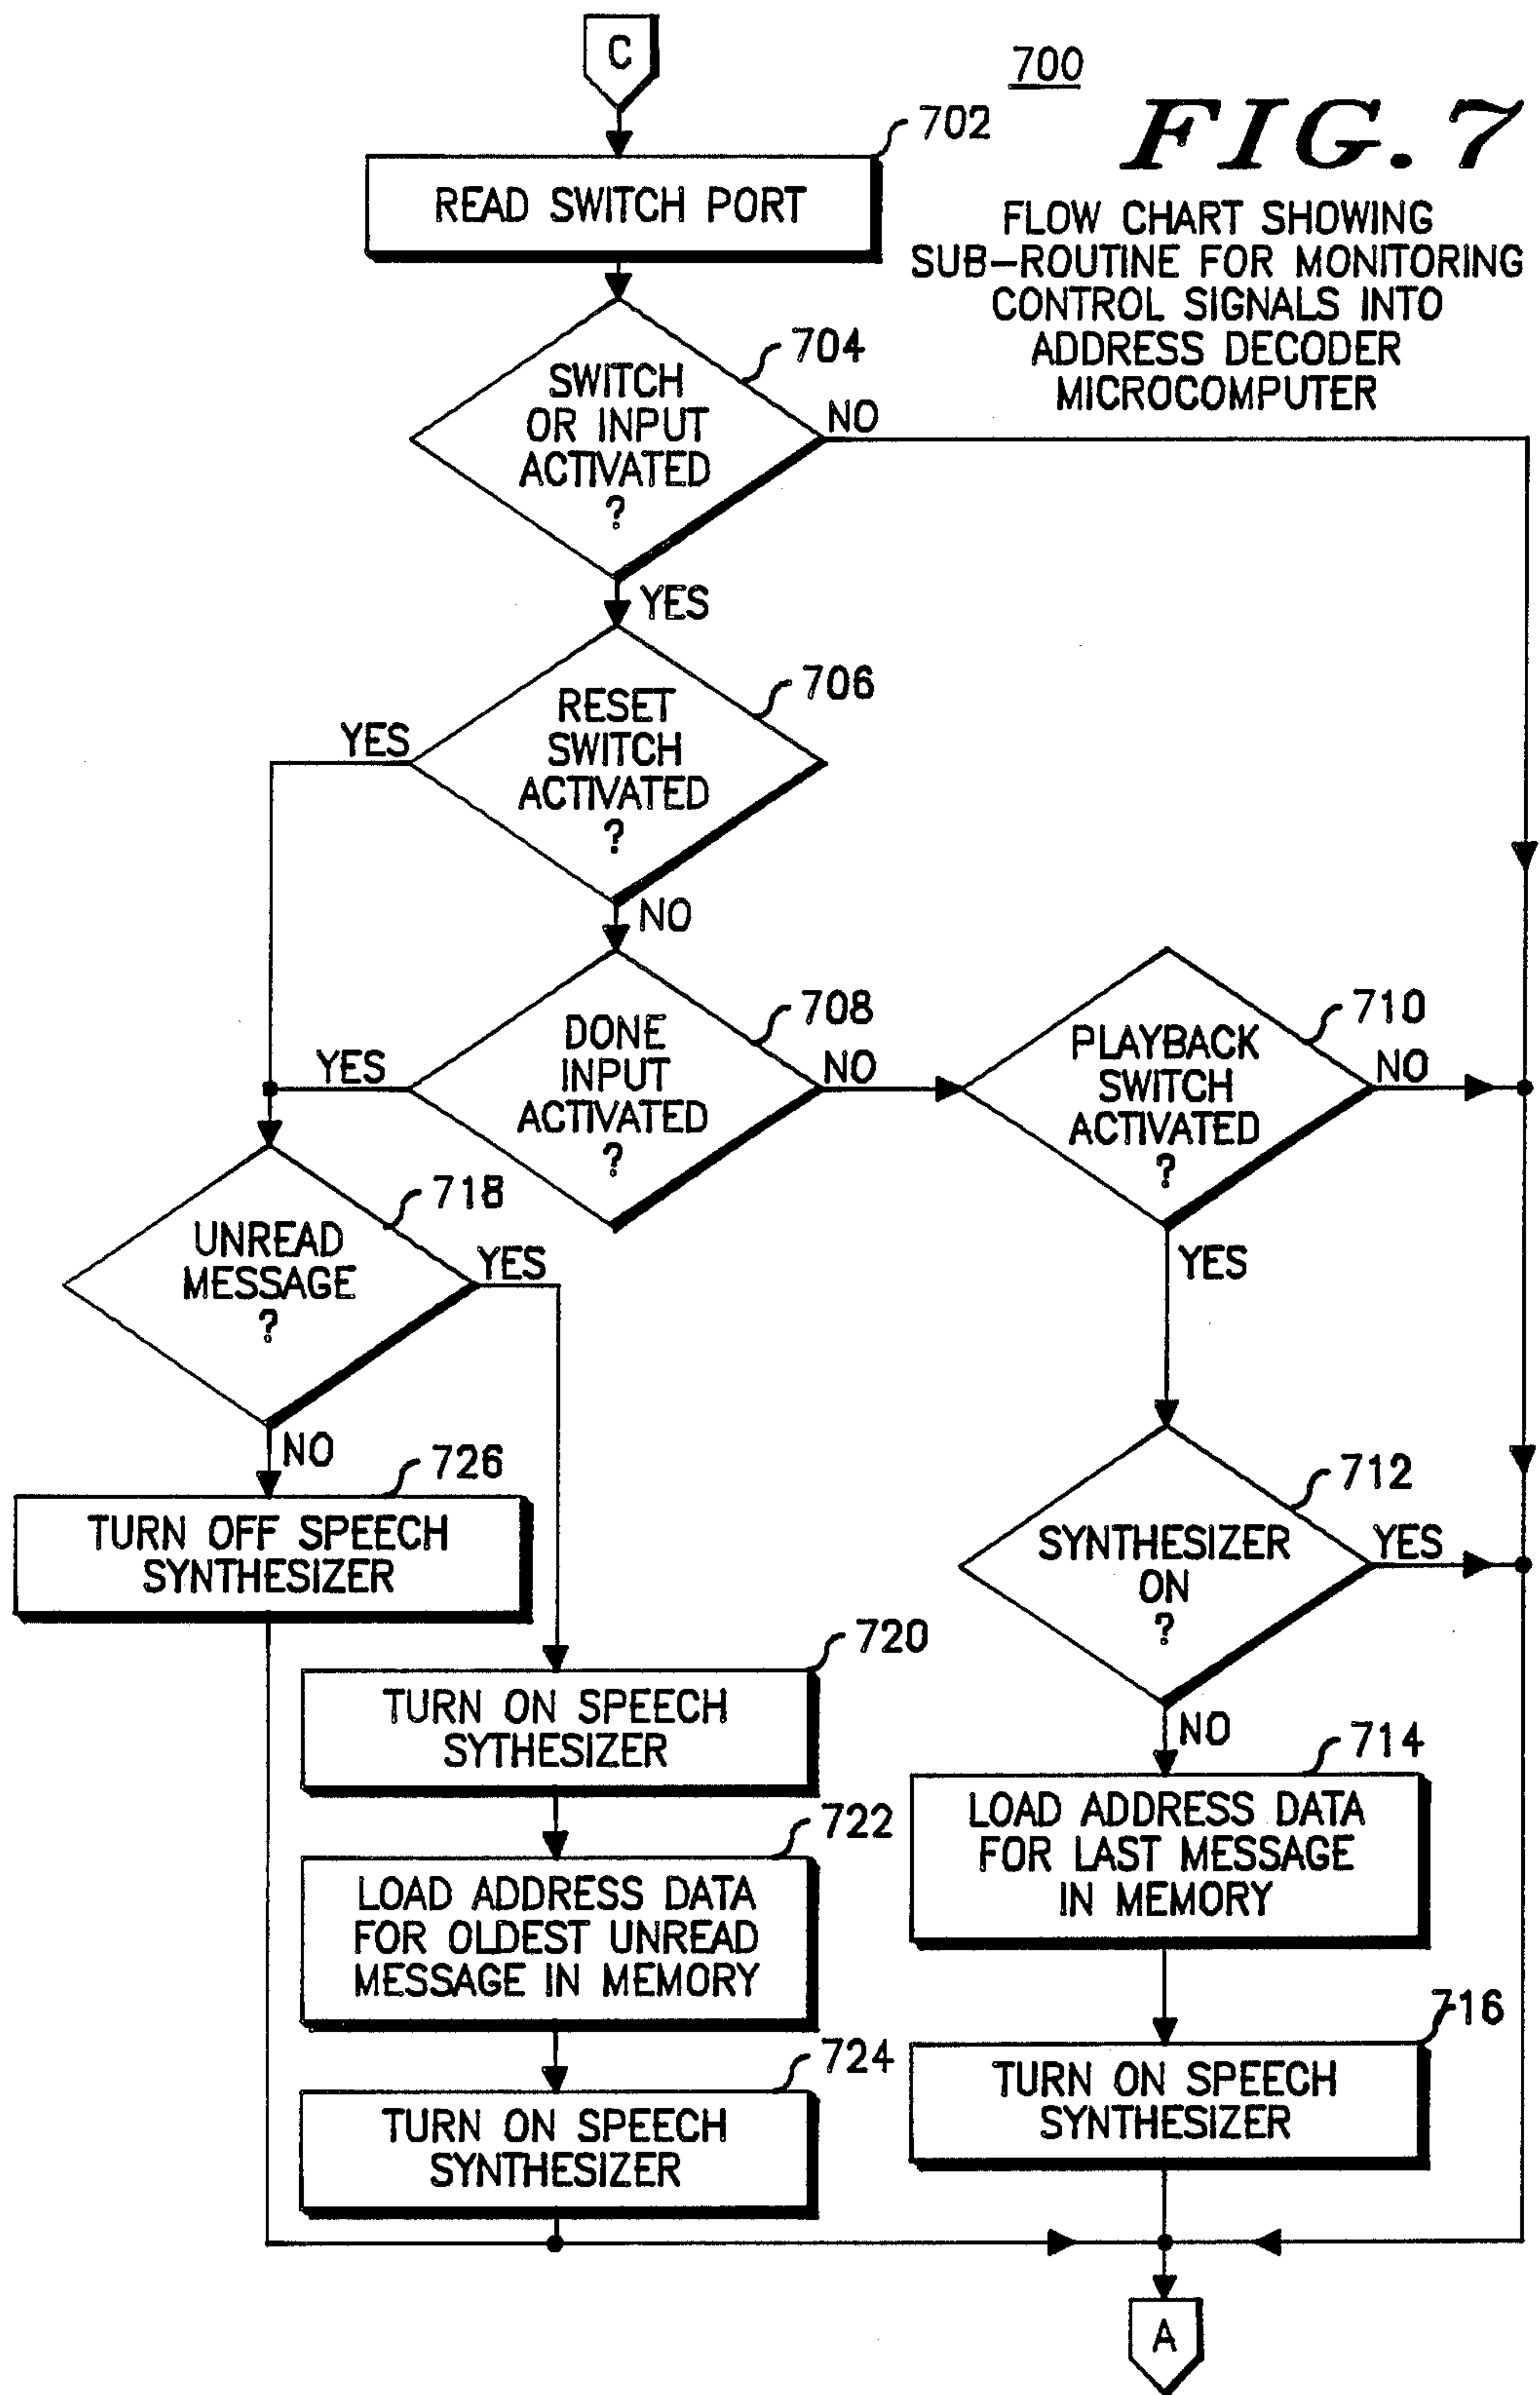 C
700
FIG. 7
702
READ SWITCH PORT
FLOW CHART SHOWING
SUB-ROUTINE FOR MONITORING
CONTROL SIGNALS INTO
ADDRESS DECODER
MICROCOMPUTER
704
SWITCH
OR INPUT
ACTIVATED
?
NO
YES
706
RESET
SWITCH
ACTIVATED
?
YES
NO
708
DONE
INPUT
ACTIVATED
?
YES
NO
710
PLAYBACK
SWITCH
ACTIVATED
?
NO
YES
718
UNREAD
MESSAGE
?
YES
NO
726
TURN OFF SPEECH
SYNTHESIZER
712
SYNTHESIZER
ON
?
YES
NO
720
TURN ON SPEECH
SYTHESIZER
714
LOAD ADDRESS DATA
FOR LAST MESSAGE
IN MEMORY
722
LOAD ADDRESS DATA
FOR OLDEST UNREAD
MESSAGE IN MEMORY
716
TURN ON SPEECH
SYNTHESIZER
724
TURN ON SPEECH
SYNTHESIZER
A